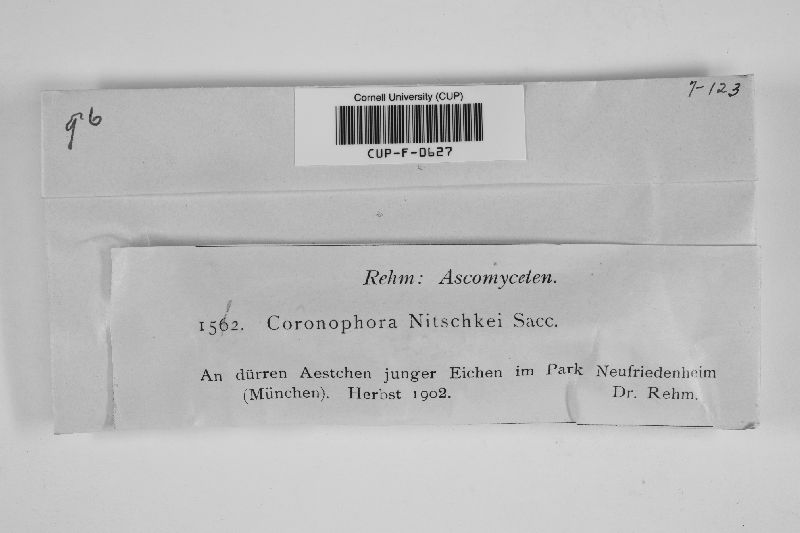 Cornell University (CUP)
7-123
CUP-F-0627
Rehm: Ascomyceten.
1562. Coronophora Nitschkei Sacc.
An dürren Aestchen junger Eichen im Park Neufriedenheim
(München). Herbst 1902. Dr. Rehm.